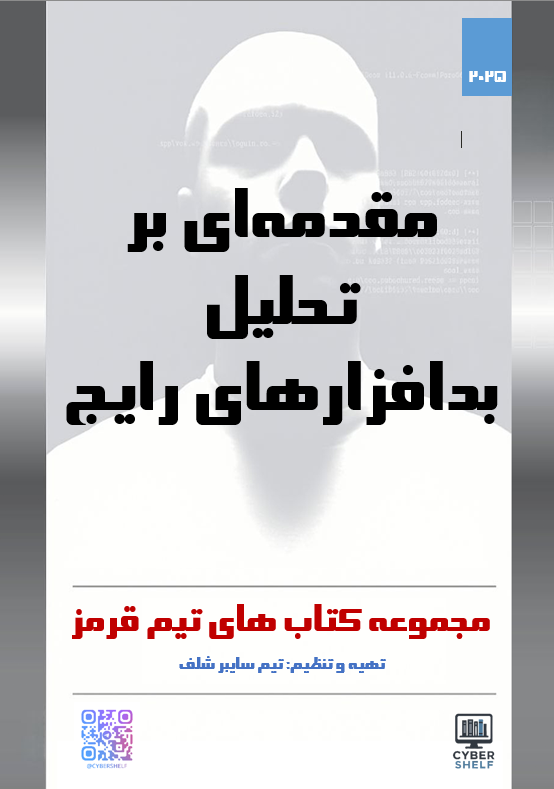 ۲۰۲۵
مقدمه‌ای بر
تحلیل
بدافزارهای رایج
مجموعه کتاب های تیم قرمز
تهیه و تنظیم: تیم سایبر شلف
@CYBERSHELF
CYBER
SHELF